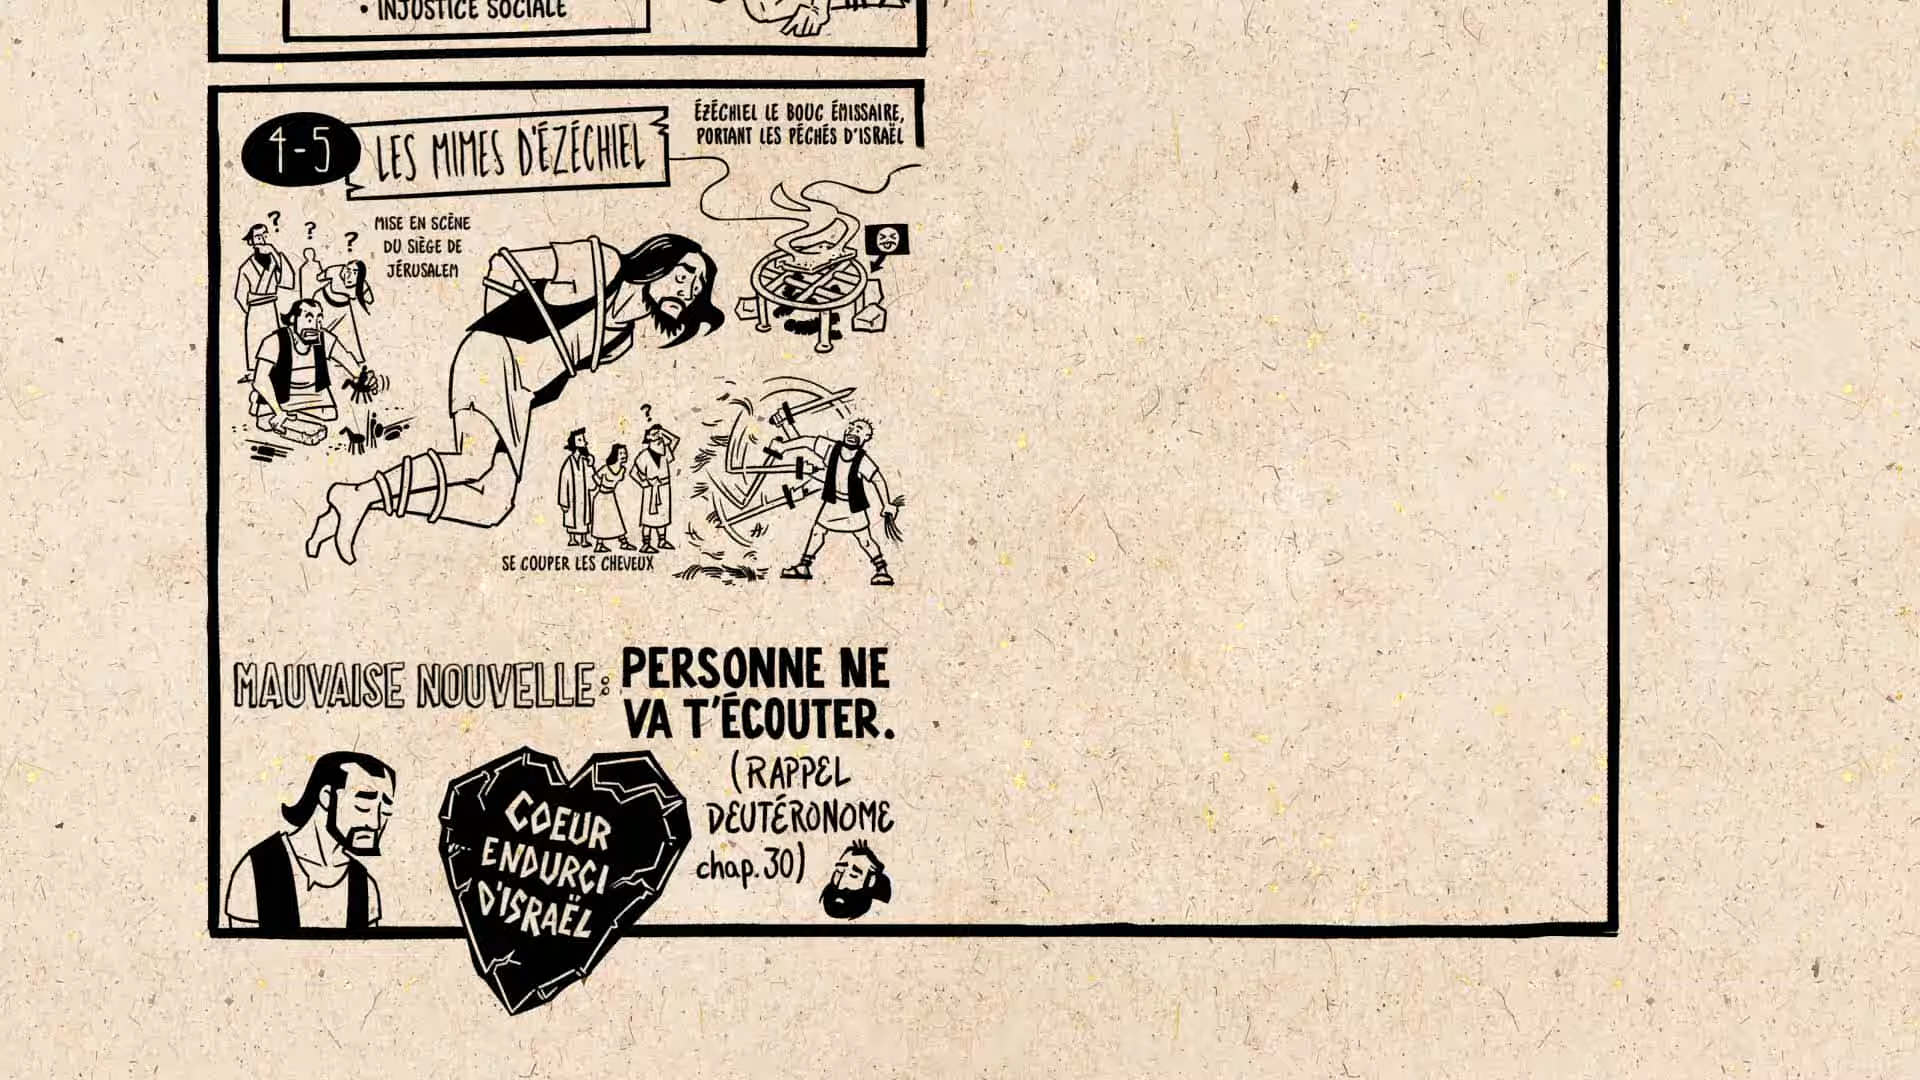 • INJUSTICE SOCIALE
4-5
LES MIMES D'ÉZÉCHIEL
ÉZÉCHIEL LE BOUC ÉMISSAIRE,
PORTANT LES PÉCHÉS D'ISRAËL
MISE EN SCÈNE
DU SIÈGE DE
JÉRUSALEM
?
?
?
?
SE COUPER LES CHEVEUX
MAUVAISE NOUVELLE:
PERSONNE NE
VA T'ÉCOUTER.
(RAPPEL
DEUTÉRONOME
chap.30)
COEUR
ENDURCI
D'ISRAËL